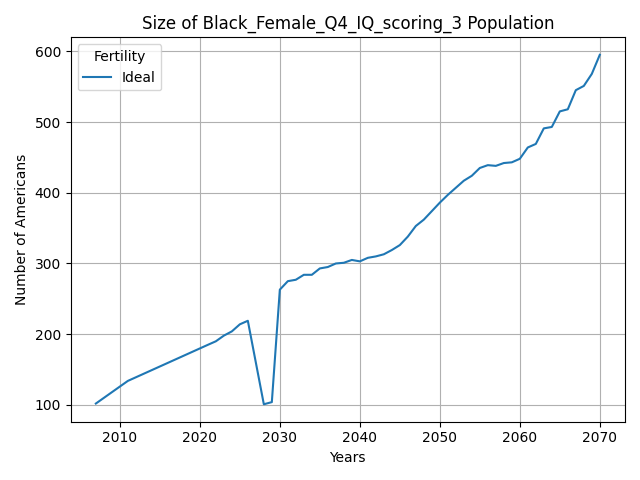 Size of Black_Female_Q4_IQ_scoring_3 Population
Fertility
Ideal
Number of Americans
600
500
400
300
200
100
2010 2020 2030 2040 2050 2060 2070
Years